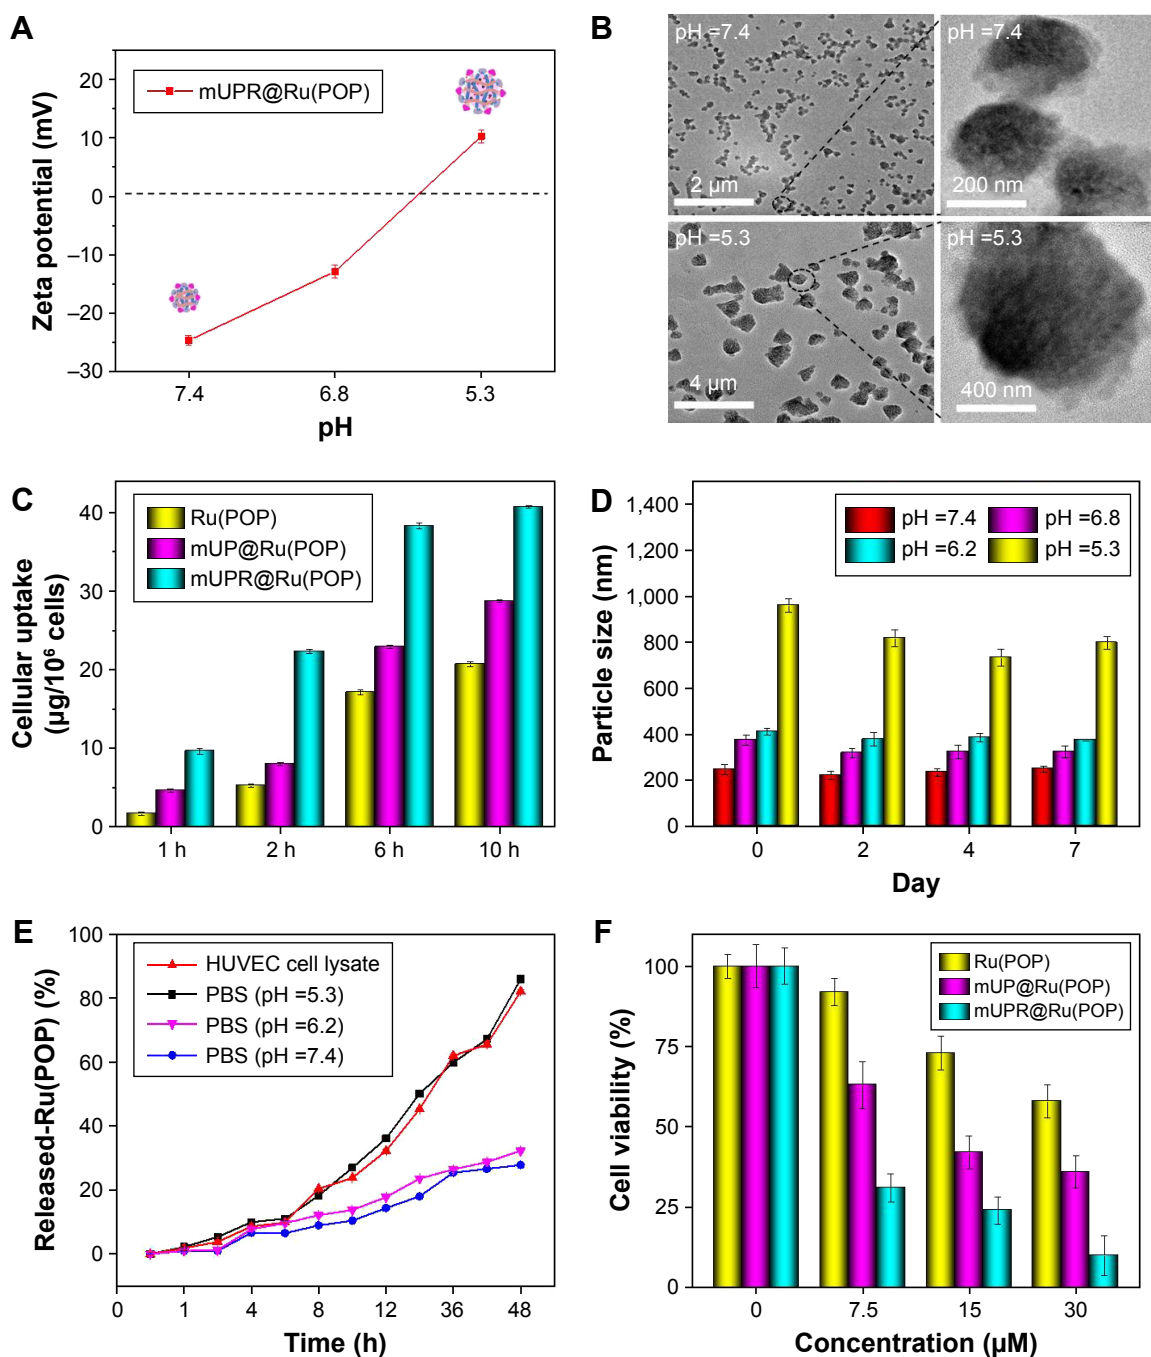 A
mUPR@Ru(POP)
20
10
0
–10
–20
–30
Zeta potential (mV)
7.4
6.8
5.3
pH
B
pH =7.4
2 µm
pH =7.4
200 nm
pH =5.3
4 µm
pH =5.3
400 nm
C
Ru(POP)
mUP@Ru(POP)
mUPR@Ru(POP)
40
30
20
10
0
Cellular uptake
(µg/10⁶ cells)
1 h
2 h
6 h
10 h
D
pH =7.4
pH =6.8
pH =6.2
pH =5.3
1,400
1,200
1,000
800
600
400
200
0
Particle size (nm)
0
2
4
7
Day
E
HUVEC cell lysate
PBS (pH =5.3)
PBS (pH =6.2)
PBS (pH =7.4)
100
80
60
40
20
0
Released-Ru(POP) (%)
0
1
4
8
12
36
48
Time (h)
F
Ru(POP)
mUP@Ru(POP)
mUPR@Ru(POP)
100
75
50
25
0
Cell viability (%)
0
7.5
15
30
Concentration (µM)